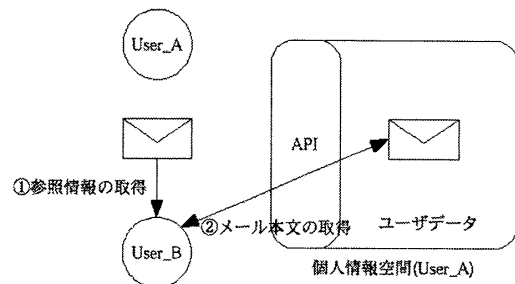 User_A
API
①参照情報の取得
②メール本文の取得
ユーザデータ
User_B
個人情報空間(User_A)